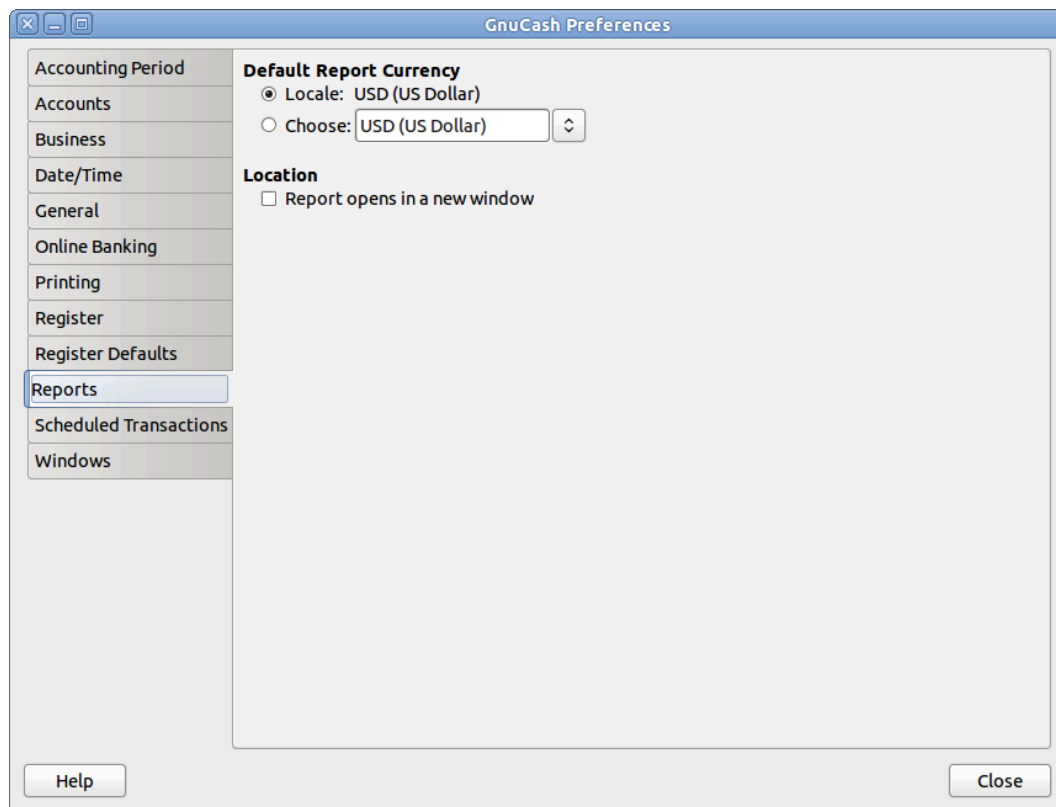 GnuCash Preferences
Accounting Period
Accounts
Business
Date/Time
General
Online Banking
Printing
Register
Register Defaults
Reports
Scheduled Transactions
Windows
Default Report Currency
Locale: USD (US Dollar)
Choose: USD (US Dollar)
Location
Report opens in a new window
Help
Close